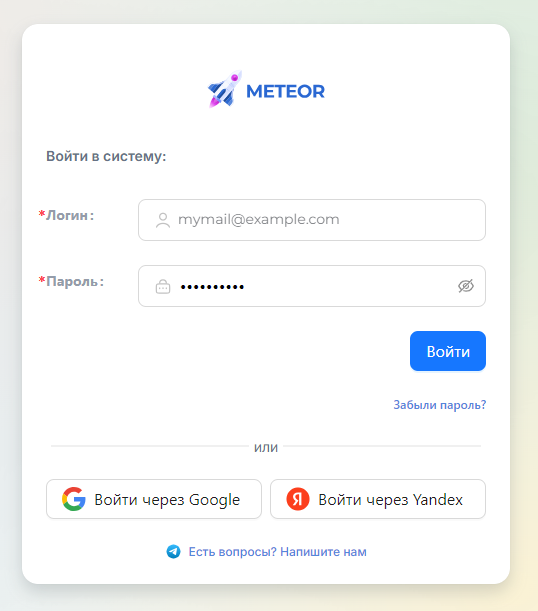 METEOR
Войти в систему:
*Логин:
mymail@example.com
*Пароль:
••••••••••
Войти
Забыли пароль?
или
Войти через Google
Я Войти через Yandex
Есть вопросы? Напишите нам